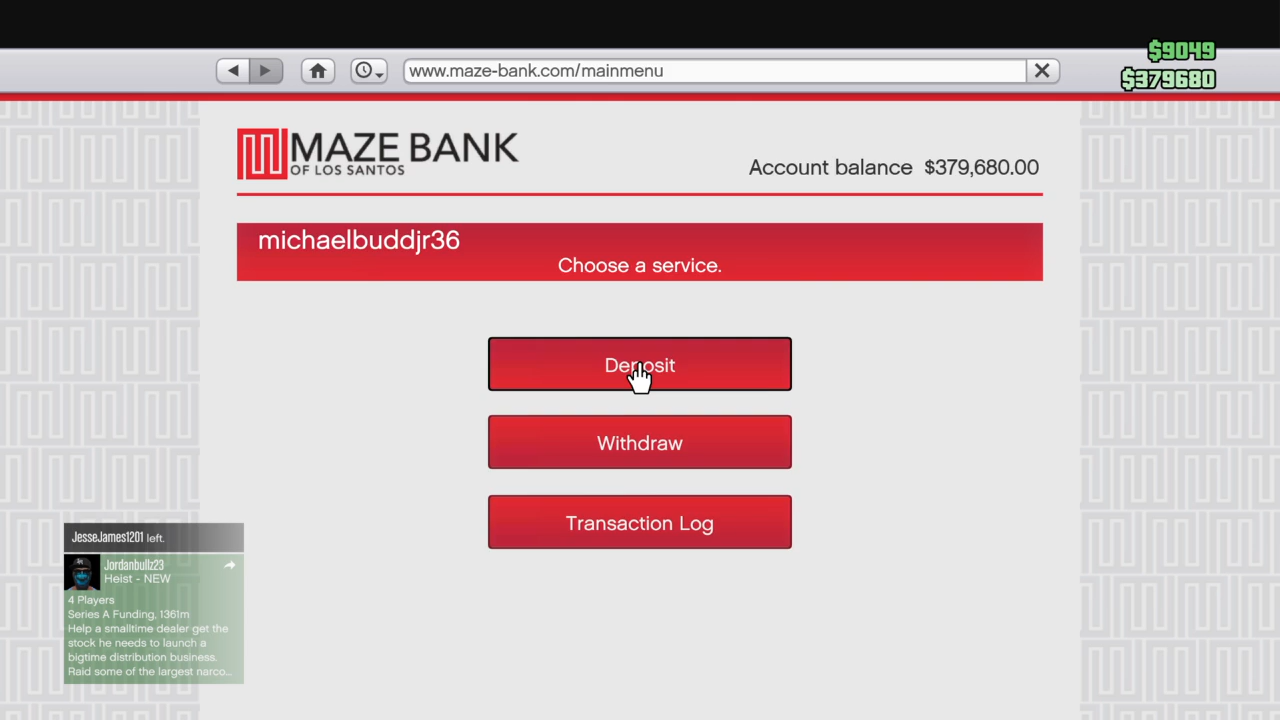 $9049
www.maze-bank.com/mainmenu
$379680
MAZE BANK
OF LOS SANTOS
Account balance $379,680.00
michaelbuddjr36
Choose a service.
Deposit
Withdraw
Transaction Log
JesseJames1201 left.
Jordanbullz23
Heist - NEW
4 Players
Series A Funding, 1361m
Help a smalltime dealer get the
stock he needs to launch a
bigtime distribution business.
Raid some of the largest narco...